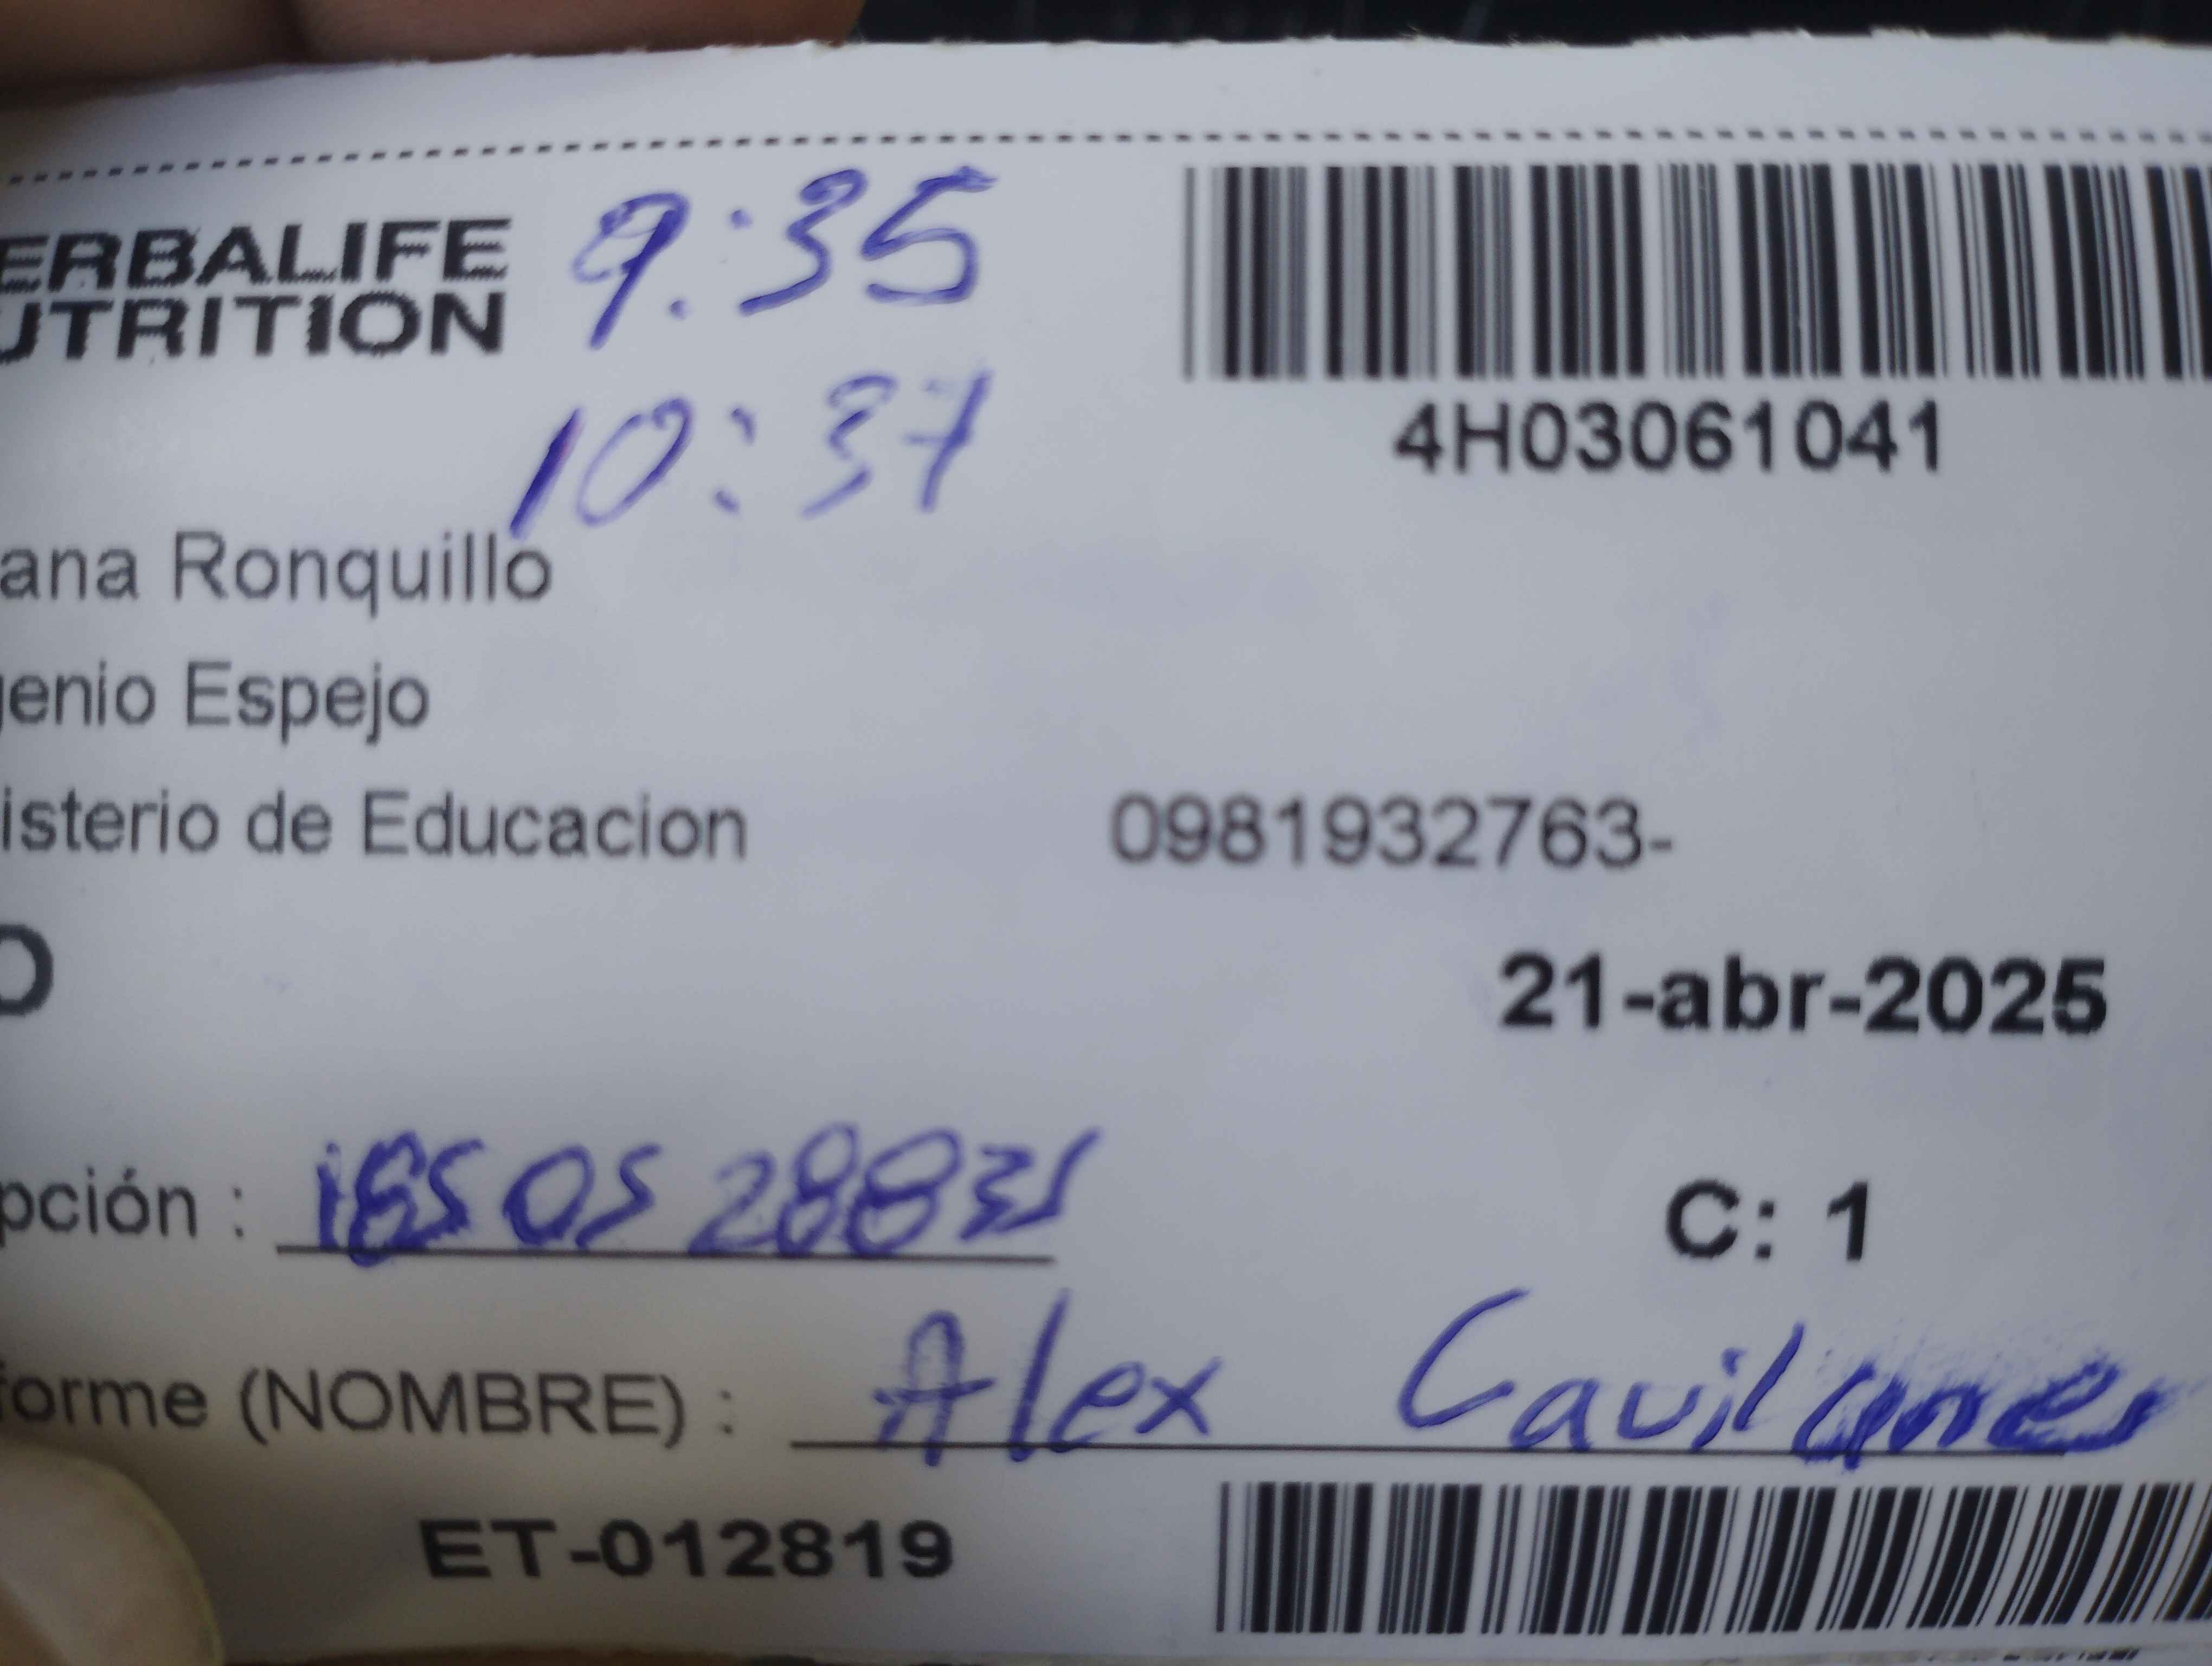 ERBALIFE 9:35
UTRITION
10:37
4H03061041
ana Ronquillo
genio Espejo
isterio de Educacion 0981932763-
O 21-abr-2025
pción : C: 1
forme (NOMBRE) : Alex Cavilanes
ET-012819